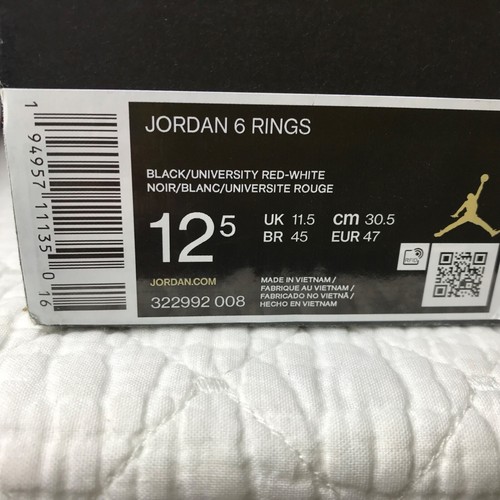 JORDAN 6 RINGS
BLACK/UNIVERSITY RED-WHITE
NOIR/BLANC/UNIVERSITE ROUGE
12 5 UK 11.5 cm 30.5
BR 45 EUR 47
JORDAN.COM
322992 008
MADE IN VIETNAM /
FABRIQUE AU VIETNAM /
FABRICADO NO VIETNÃ /
HECHO EN VIETNAM
1 94957 11135 0 16